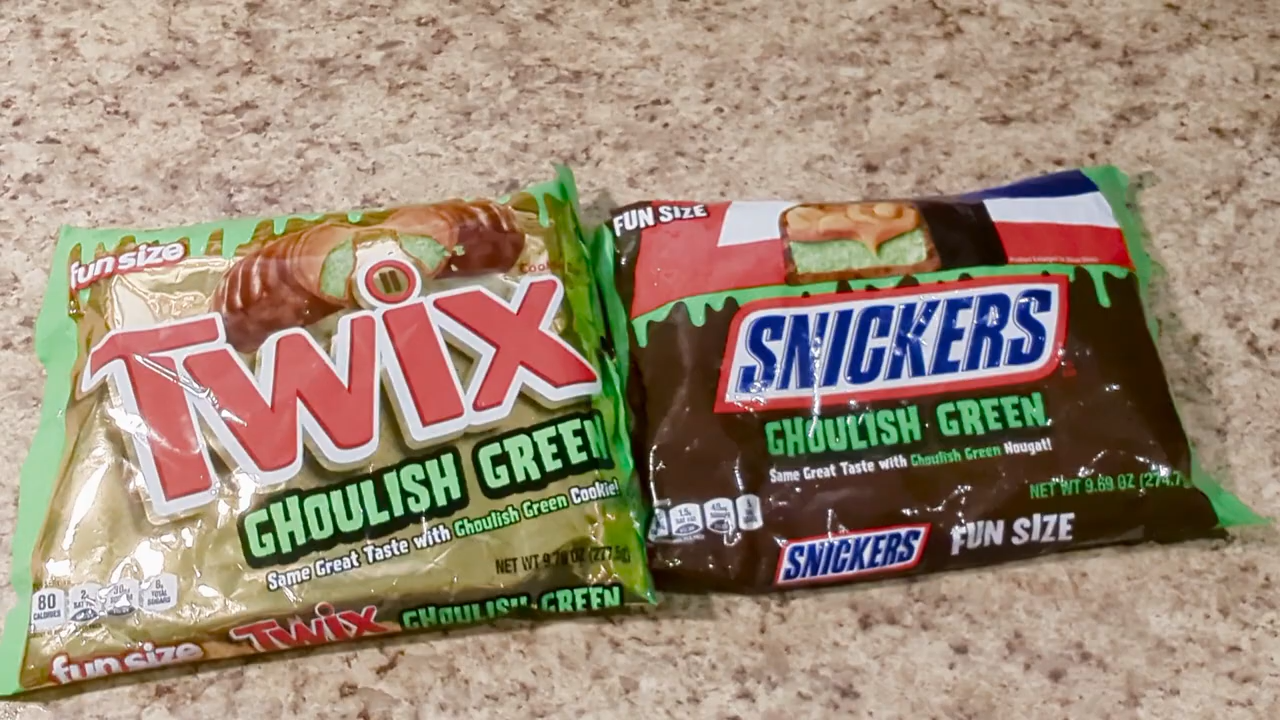 fun size
TWIX
GHOULISH GREEN
Same Great Taste with Ghoulish Green Cookie!
80
CALORIES
TOTAL
SUGARS
TWIX GHOULISH GREEN
fun size
FUN SIZE
SNICKERS
GHOULISH GREEN
Same Great Taste with Ghoulish Green Nougat!
NET WT 9.69 OZ
SNICKERS FUN SIZE